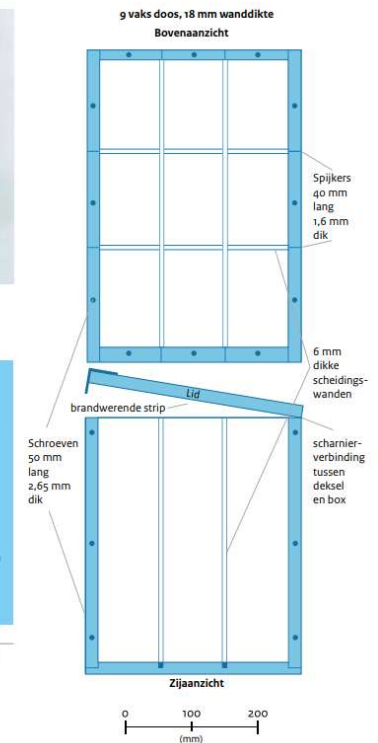 9 vaks doos, 18 mm wanddikte
Bovenaanzicht
Spijkers
40 mm
lang
1,6 mm
dik
6 mm
dikke
scheidings-
wanden
Lid
brandwerende strip
Schroeven
50 mm
lang
2,65 mm
dik
scharnier-
verbinding
tussen
deksel
en box
Zijaanzicht
0 100 200
(mm)